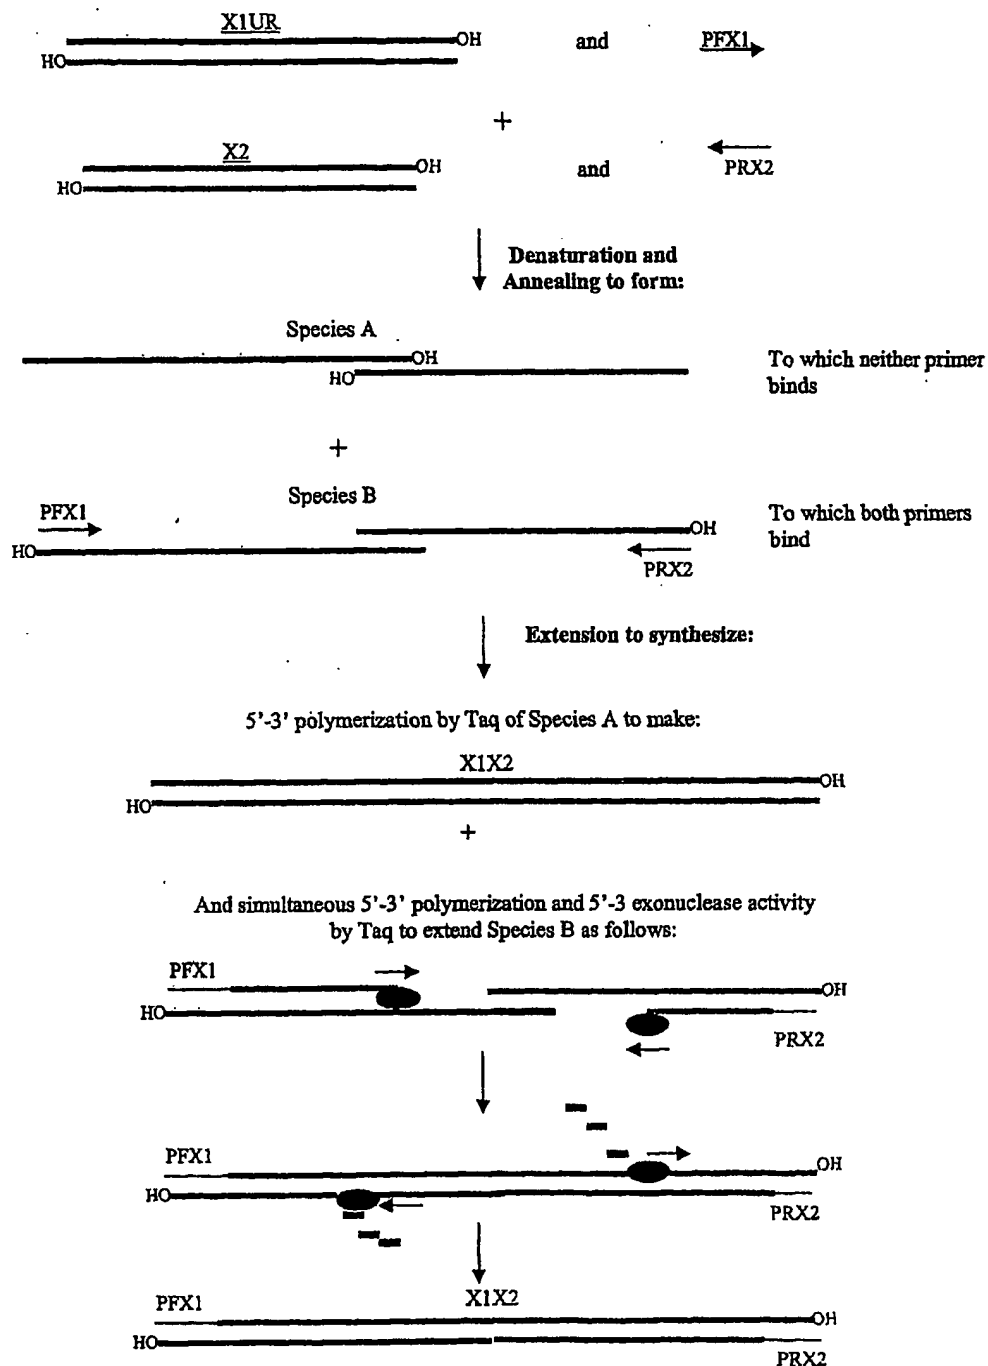 X1UR
OH
and
PFX1
HO
+
X2
OH
and
PRX2
HO
Denaturation and
Annealing to form:
Species A
OH
HO
To which neither primer
binds
+
Species B
PFX1
OH
HO
PRX2
To which both primers
bind
Extension to synthesize:
5'-3' polymerization by Taq of Species A to make:
X1X2
OH
HO
+
And simultaneous 5'-3' polymerization and 5'-3 exonuclease activity
by Taq to extend Species B as follows:
PFX1
OH
HO
PRX2
PFX1
OH
HO
PRX2
X1X2
PFX1
OH
HO
PRX2